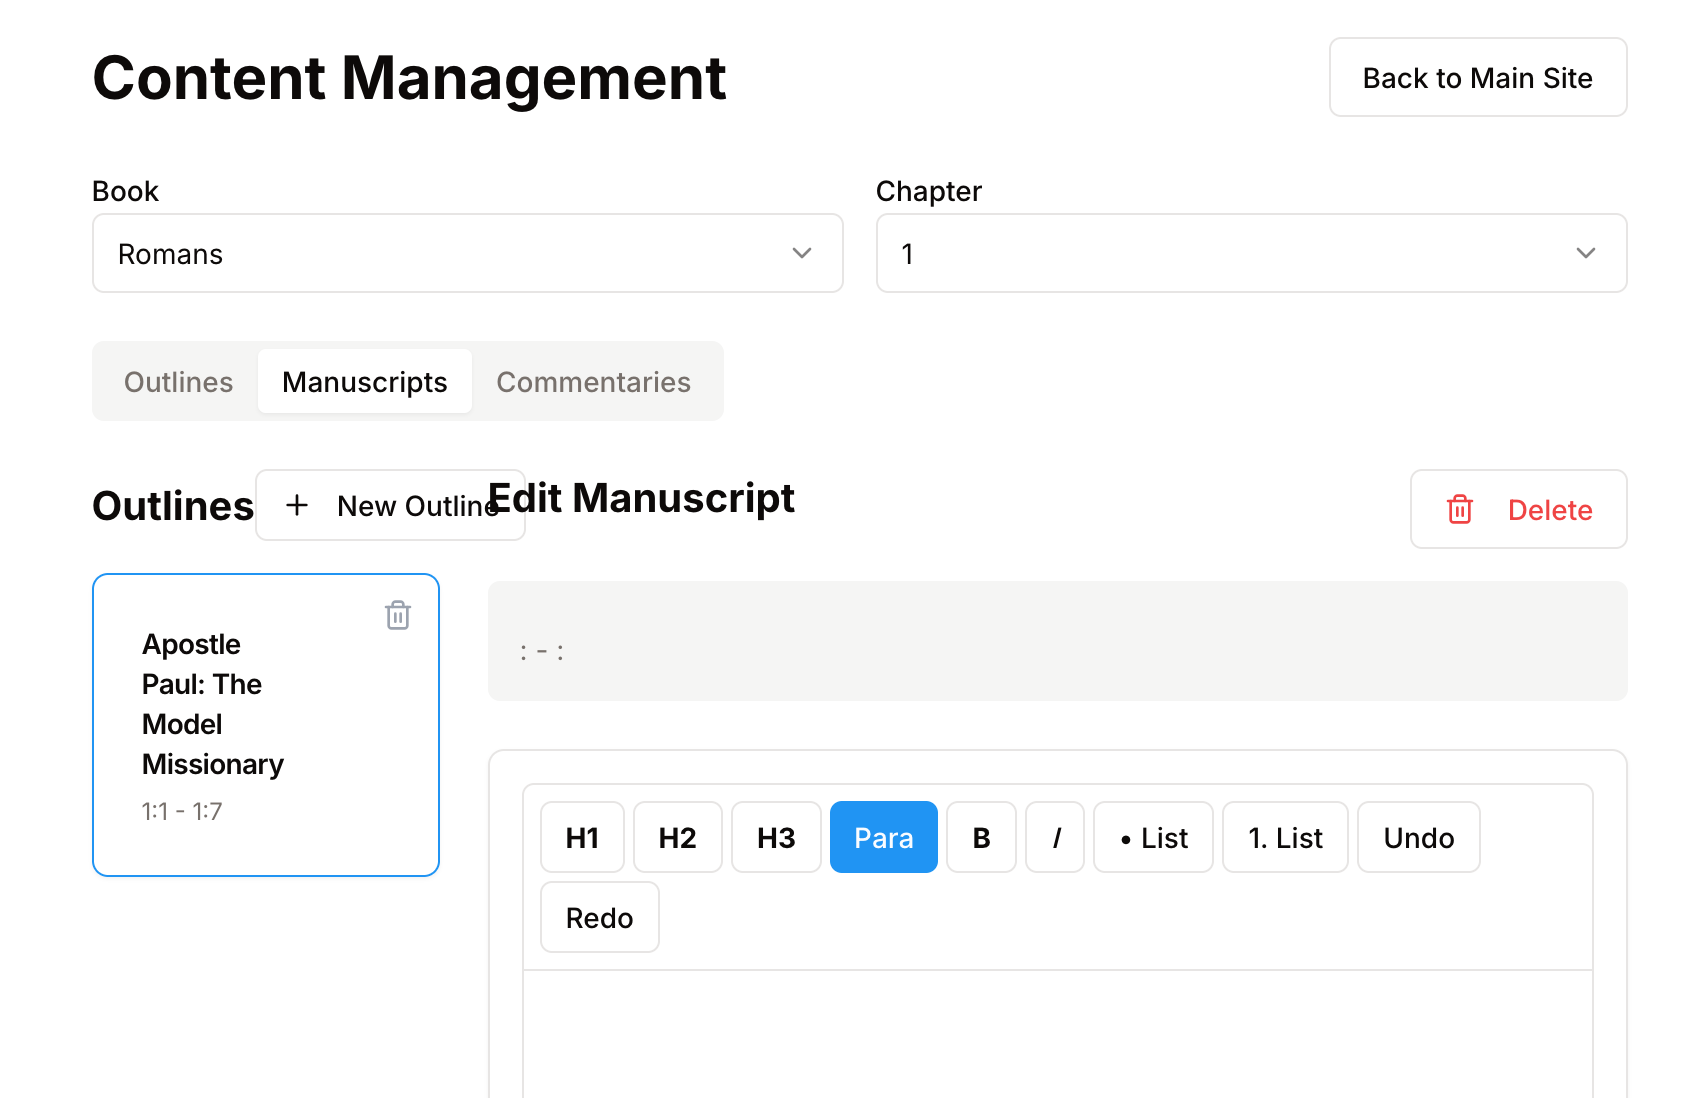 Content Management
Back to Main Site
Book
Chapter
Romans
1
Outlines
Manuscripts
Commentaries
Outlines
+ New Outline
Edit Manuscript
Delete
Apostle
Paul: The
Model
Missionary
1:1 - 1:7
: - :
H1 H2 H3 Para B I • List 1. List Undo
Redo